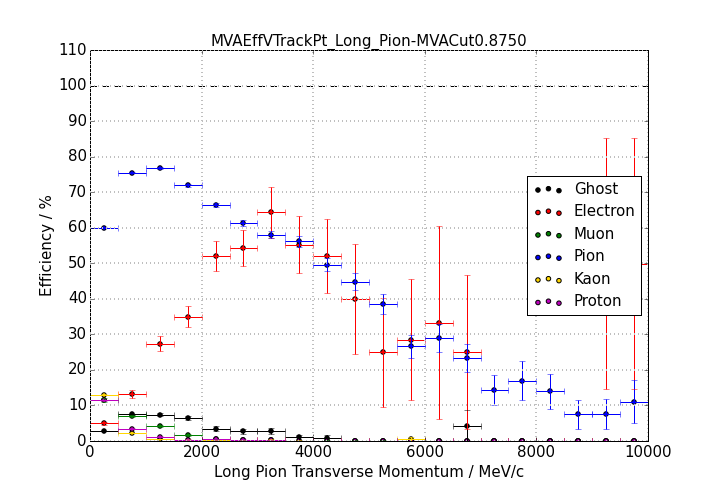 MVAEffVTrackPt_Long_Pion-MVACut0.8750
110
100
90
80
70
60
50
40
30
20
10
0
Efficiency / %
Ghost
Electron
Muon
Pion
Kaon
Proton
0 2000 4000 6000 8000 10000
Long Pion Transverse Momentum / MeV/c